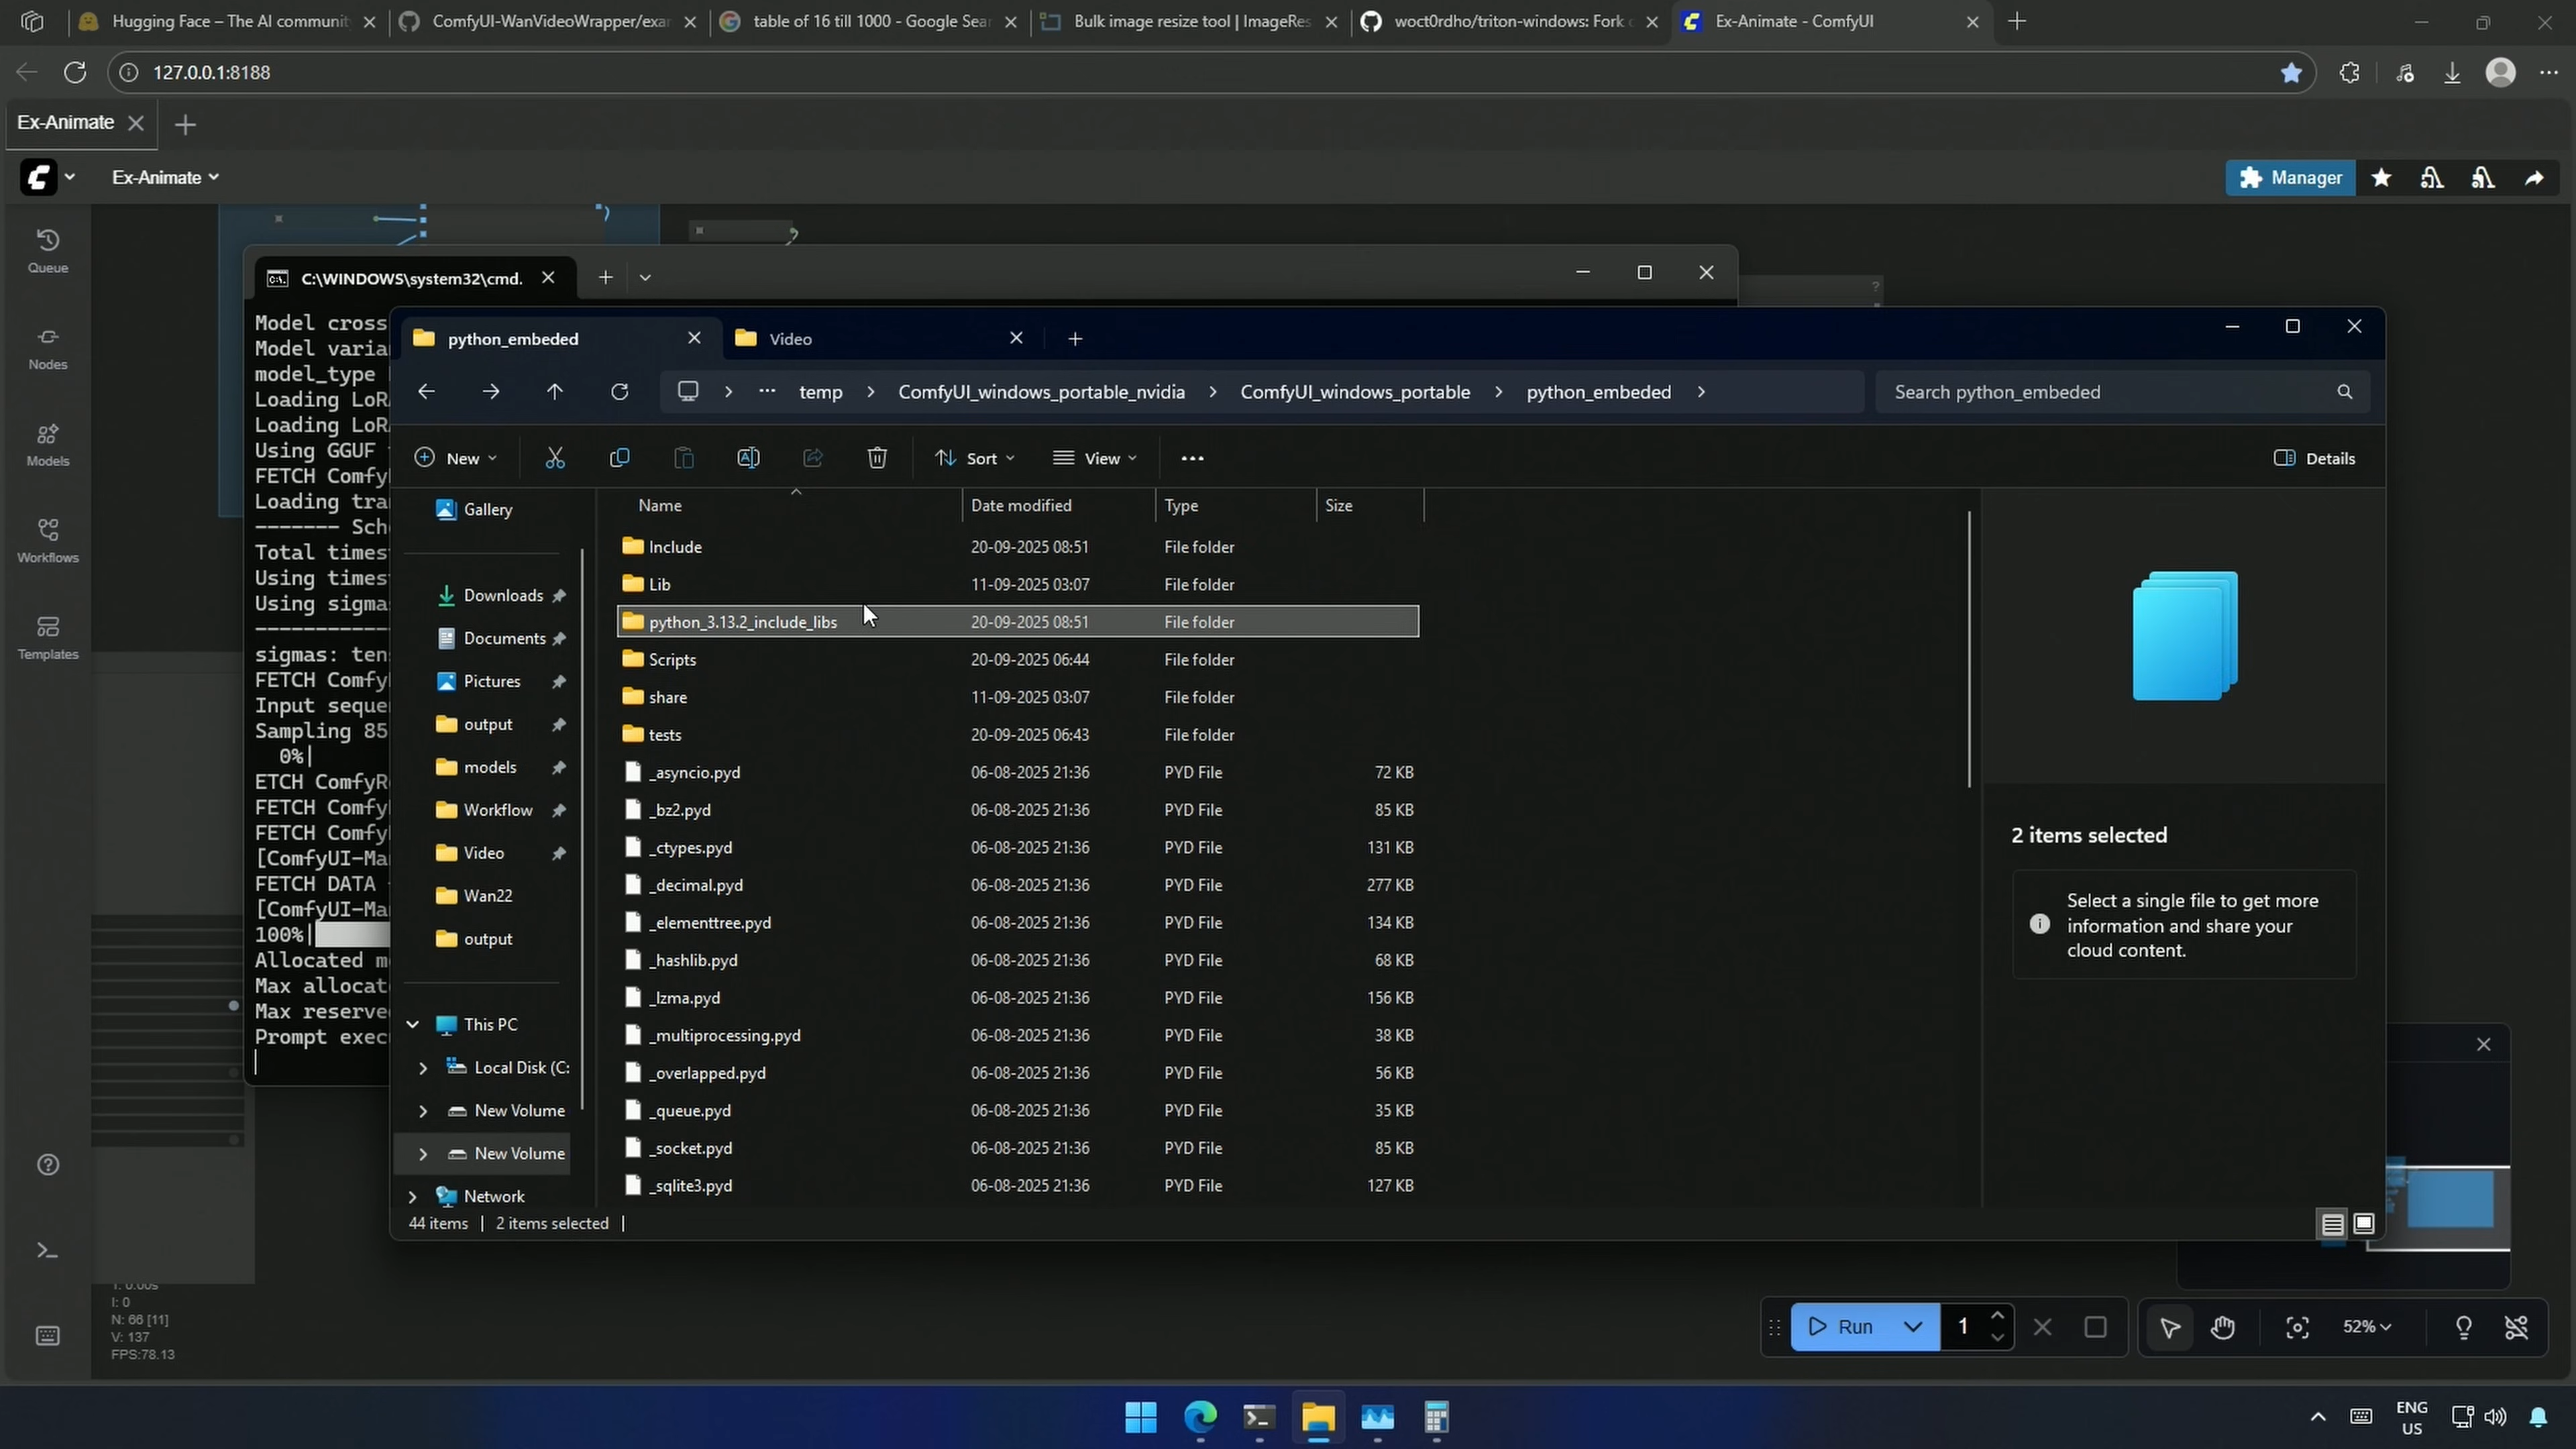 Hugging Face – The AI communit
ComfyUI-WanVideoWrapper/exar
table of 16 till 1000 - Google Sear
Bulk image resize tool | ImageRes
woct0rdho/triton-windows: Fork
Ex-Animate - ComfyUI
127.0.0.1:8188
Ex-Animate
Ex-Animate
Manager
Queue
Nodes
Models
Workflows
Templates
C:\WINDOWS\system32\cmd.
Model cross
Model varia
model_type
Loading LoR
Loading LoR
Using GGUF
FETCH Comfy
Loading tra
------- Sch
Total times
Using times
Using sigma
sigmas: ten
FETCH Comfy
Input seque
Sampling 85
0%|
ETCH ComfyR
FETCH Comfy
FETCH Comfy
[ComfyUI-Ma
FETCH DATA
[ComfyUI-Ma
100%|
Allocated m
Max allocat
Max reserve
Prompt exec
python_embeded
Video
temp > ComfyUI_windows_portable_nvidia > ComfyUI_windows_portable > python_embeded >
Search python_embeded
New
Sort
View
Details
Gallery
Downloads
Documents
Pictures
output
models
Workflow
Video
Wan22
output
This PC
Local Disk (C:
New Volume
New Volume
Network
Name Date modified Type Size
Include 20-09-2025 08:51 File folder
Lib 11-09-2025 03:07 File folder
python_3.13.2_include_libs 20-09-2025 08:51 File folder
Scripts 20-09-2025 06:44 File folder
share 11-09-2025 03:07 File folder
tests 20-09-2025 06:43 File folder
_asyncio.pyd 06-08-2025 21:36 PYD File 72 KB
_bz2.pyd 06-08-2025 21:36 PYD File 85 KB
_ctypes.pyd 06-08-2025 21:36 PYD File 131 KB
_decimal.pyd 06-08-2025 21:36 PYD File 277 KB
_elementtree.pyd 06-08-2025 21:36 PYD File 134 KB
_hashlib.pyd 06-08-2025 21:36 PYD File 68 KB
_lzma.pyd 06-08-2025 21:36 PYD File 156 KB
_multiprocessing.pyd 06-08-2025 21:36 PYD File 38 KB
_overlapped.pyd 06-08-2025 21:36 PYD File 56 KB
_queue.pyd 06-08-2025 21:36 PYD File 35 KB
_socket.pyd 06-08-2025 21:36 PYD File 85 KB
_sqlite3.pyd 06-08-2025 21:36 PYD File 127 KB
2 items selected
Select a single file to get more
information and share your
cloud content.
44 items | 2 items selected |
T: 0.00s
I: 0
N: 66 [11]
V: 137
FPS:78.13
Run
1
52%
ENG
US